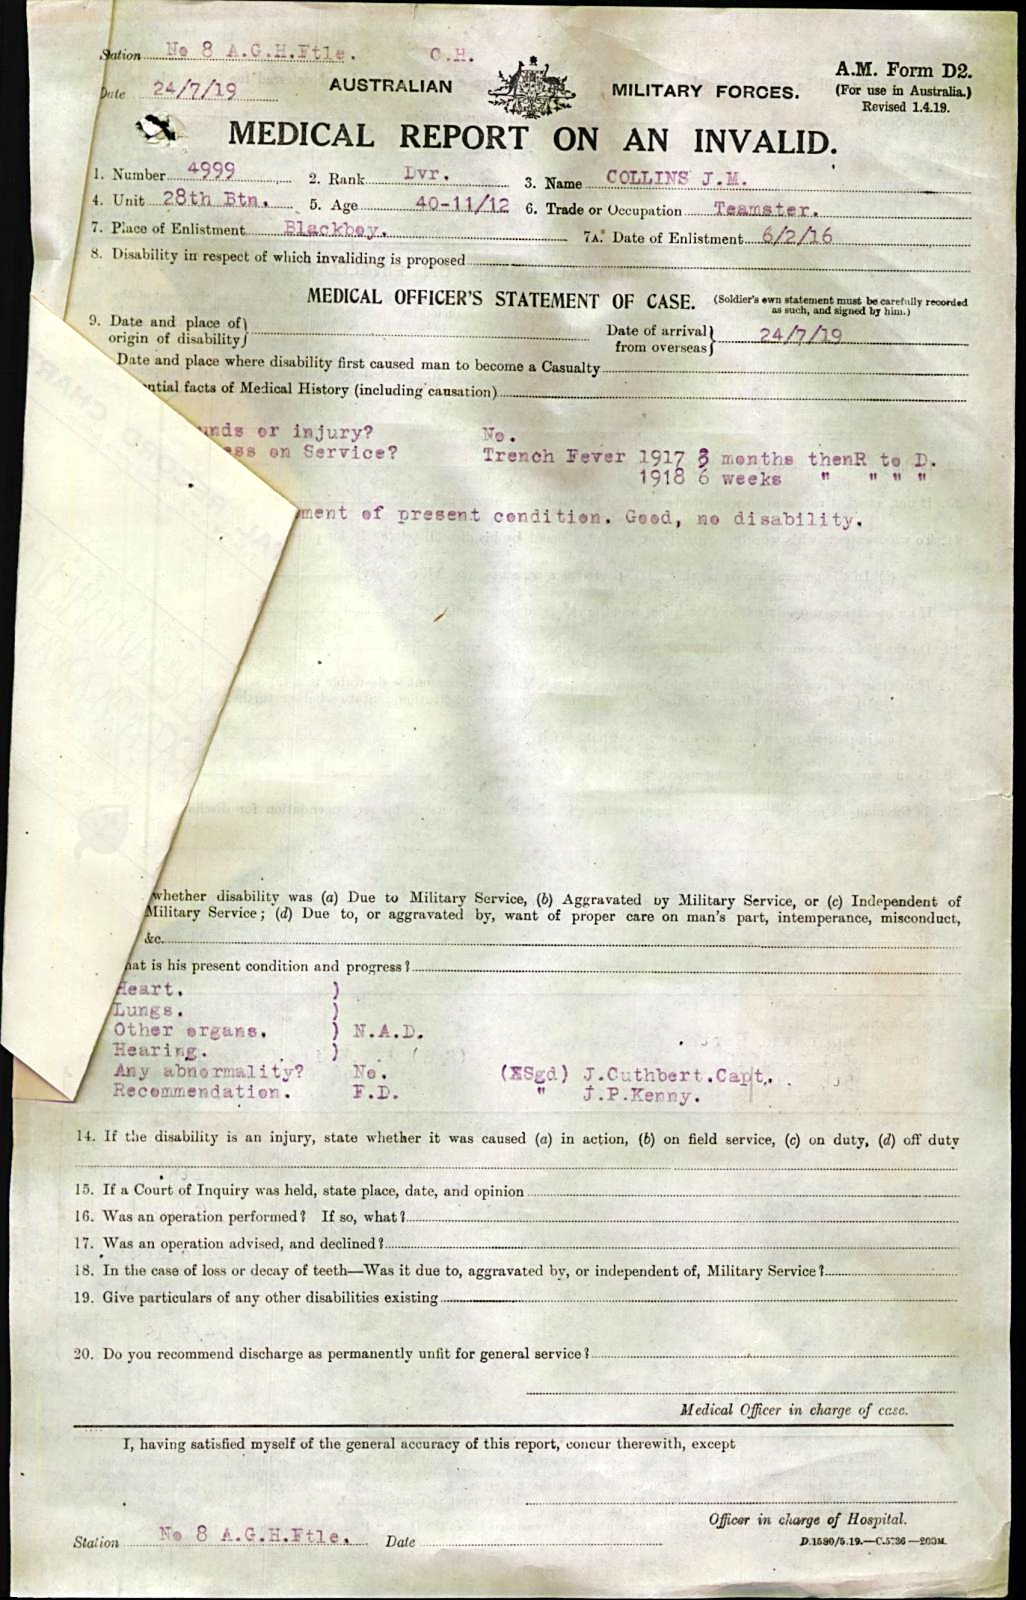 Station No 8 A.G.H.Ftle. C.H.
A.M. Form D2.
Date 24/7/19 AUSTRALIAN MILITARY FORCES. (For use in Australia.)
Revised 1.4.19.
MEDICAL REPORT ON AN INVALID.
1. Number 4999 2. Rank Dvr. 3. Name COLLINS J.M.
4. Unit 28th Btn. 5. Age 40-11/12 6. Trade or Occupation Teamster.
7. Place of Enlistment Blackboy. 7A. Date of Enlistment 6/2/16
8. Disability in respect of which invaliding is proposed
MEDICAL OFFICER'S STATEMENT OF CASE. (Soldier's own statement must be carefully recorded
as such, and signed by him.)
9. Date and place of) Date of arrival}
origin of disability) from overseas} 24/7/19
Date and place where disability first caused man to become a Casualty
ntial facts of Medical History (including causation)
unds or injury? No.
ess on Service? Trench Fever 1917 3 months thenR to D.
1918 6 weeks " " " "
ment of present condition. Good, no disability.
whether disability was (a) Due to Military Service, (b) Aggravated by Military Service, or (c) Independent of
Military Service; (d) Due to, or aggravated by, want of proper care on man's part, intemperance, misconduct,
&c.
hat is his present condition and progress?
Heart. )
Lungs. )
Other organs. ) N.A.D.
Hearing. )
Any abnormality? No. (XSgd) J.Cuthbert.Capt.
Recommendation. F.D. " J.P.Kenny.
14. If the disability is an injury, state whether it was caused (a) in action, (b) on field service, (c) on duty, (d) off duty
15. If a Court of Inquiry was held, state place, date, and opinion
16. Was an operation performed? If so, what?
17. Was an operation advised, and declined?
18. In the case of loss or decay of teeth—Was it due to, aggravated by, or independent of, Military Service?
19. Give particulars of any other disabilities existing
20. Do you recommend discharge as permanently unfit for general service?
Medical Officer in charge of case.
I, having satisfied myself of the general accuracy of this report, concur therewith, except
Officer in charge of Hospital.
Station No 8 A.G.H.Ftle. Date
D.1580/5.19.—C.5736—200M.